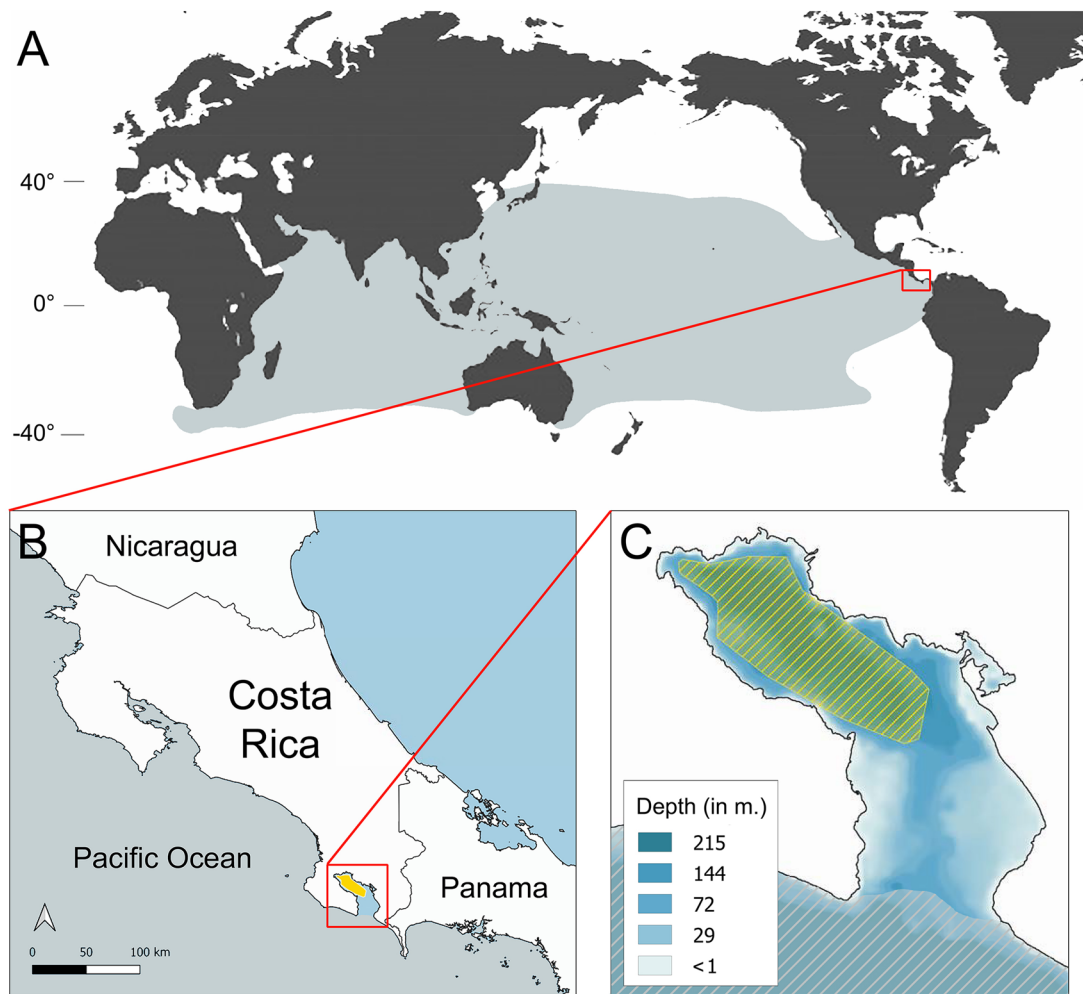 A
40°
0°
-40°
B
Nicaragua
Costa
Rica
Pacific Ocean
Panama
0 50 100 km
C
Depth (in m.)
215
144
72
29
<1